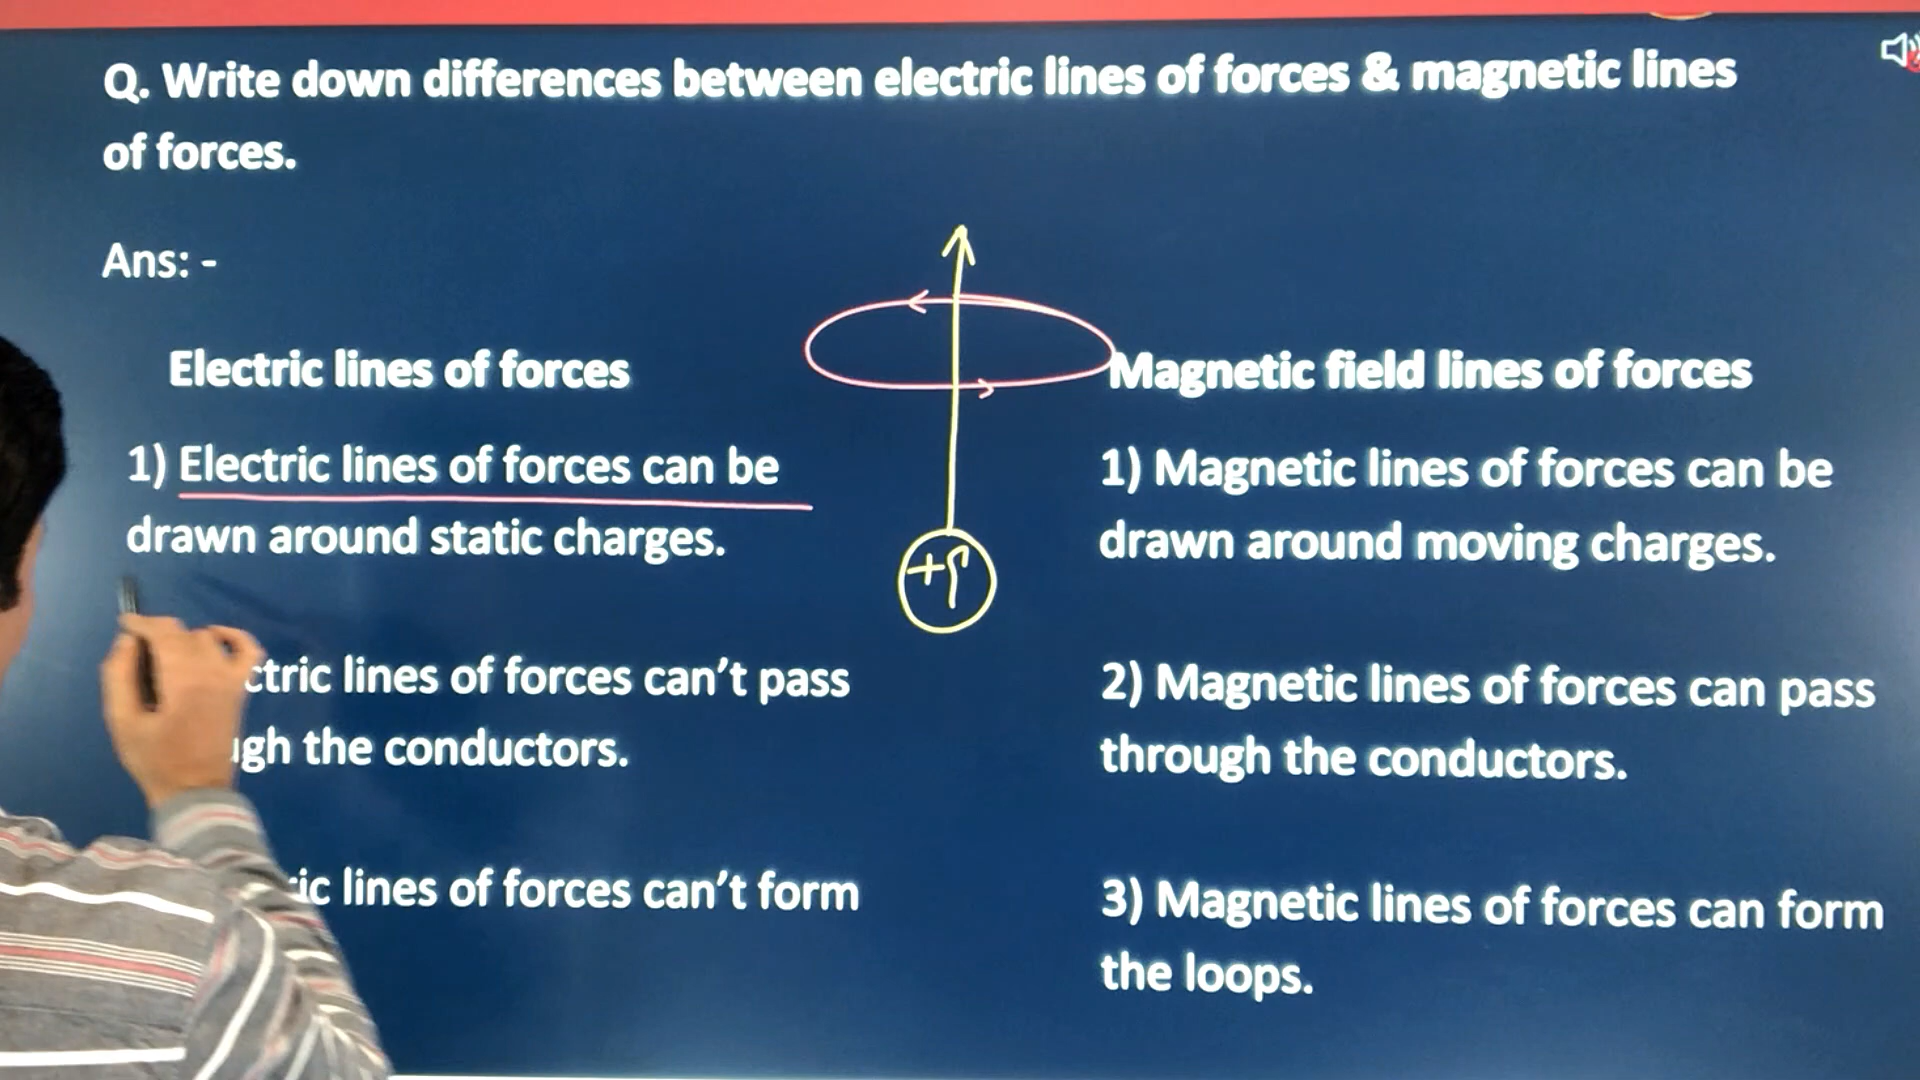 Q. Write down differences between electric lines of forces & magnetic lines
of forces.
Ans: -
Electric lines of forces
1) Electric lines of forces can be
drawn around static charges.
lines of forces can't pass
the conductors.
lines of forces can't form
+q
Magnetic field lines of forces
1) Magnetic lines of forces can be
drawn around moving charges.
2) Magnetic lines of forces can pass
through the conductors.
3) Magnetic lines of forces can form
the loops.